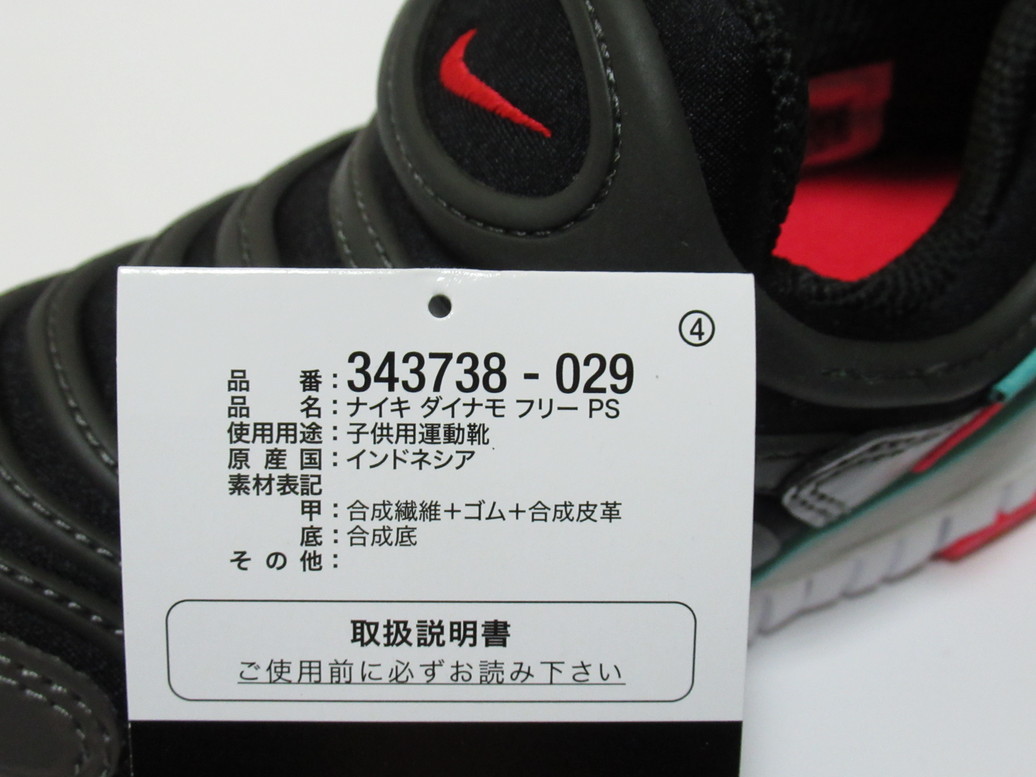 ④
品番：343738 - 029
品名：ナイキ ダイナモ フリー PS
使用用途：子供用運動靴
原産国：インドネシア
素材表記
甲：合成繊維＋ゴム＋合成皮革
底：合成底
その他：
取扱説明書
ご使用前に必ずお読み下さい